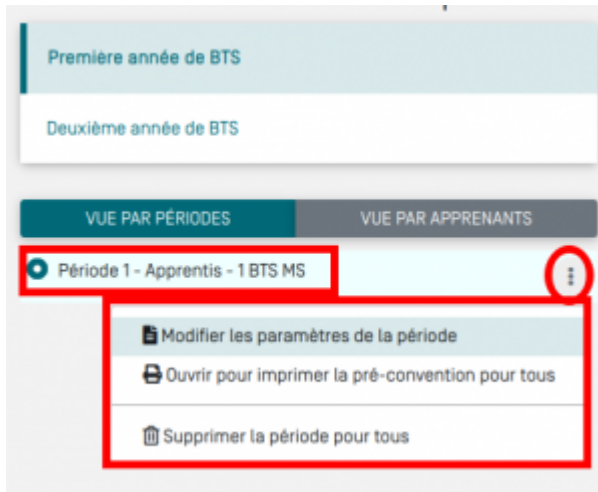 Première année de BTS
Deuxième année de BTS
VUE PAR PÉRIODES VUE PAR APPRENANTS
Période 1 - Apprentis - 1 BTS MS
Modifier les paramètres de la période
Ouvrir pour imprimer la pré-convention pour tous
Supprimer la période pour tous